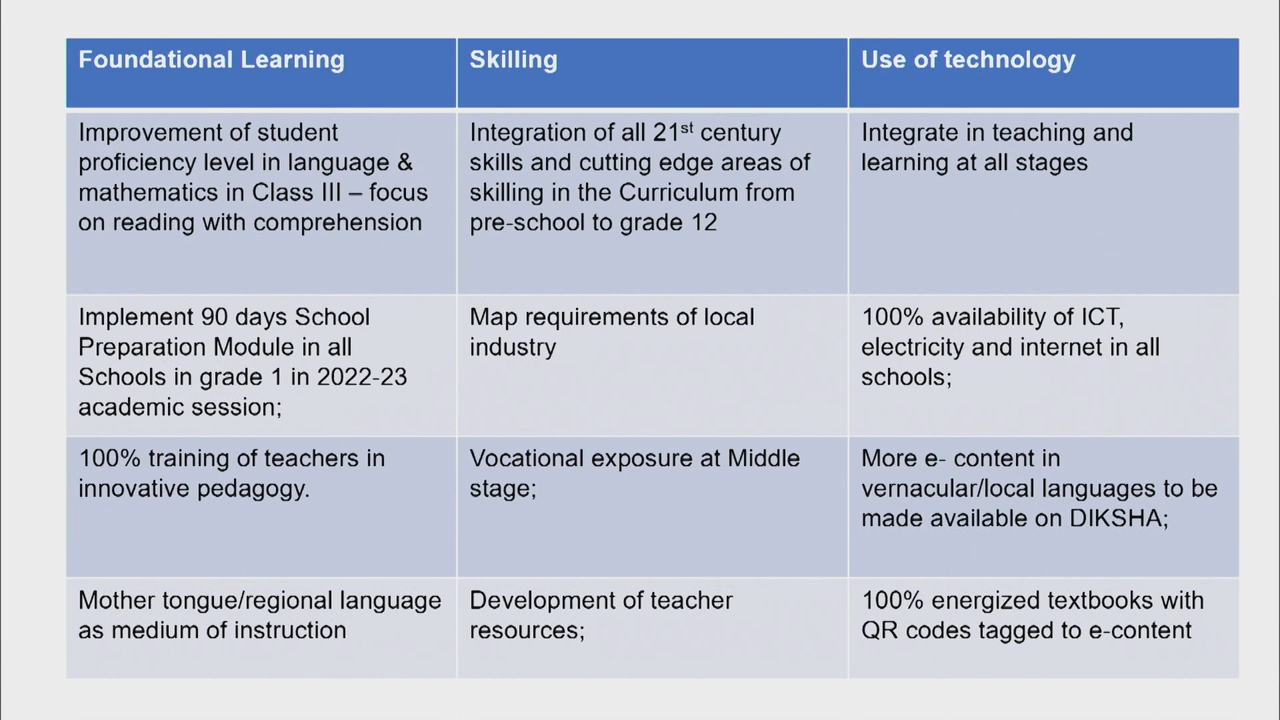 Foundational Learning
Skilling
Use of technology
Improvement of student
proficiency level in language &
mathematics in Class III – focus
on reading with comprehension
Integration of all 21st century
skills and cutting edge areas of
skilling in the Curriculum from
pre-school to grade 12
Integrate in teaching and
learning at all stages
Implement 90 days School
Preparation Module in all
Schools in grade 1 in 2022-23
academic session;
Map requirements of local
industry
100% availability of ICT,
electricity and internet in all
schools;
100% training of teachers in
innovative pedagogy.
Vocational exposure at Middle
stage;
More e- content in
vernacular/local languages to be
made available on DIKSHA;
Mother tongue/regional language
as medium of instruction
Development of teacher
resources;
100% energized textbooks with
QR codes tagged to e-content